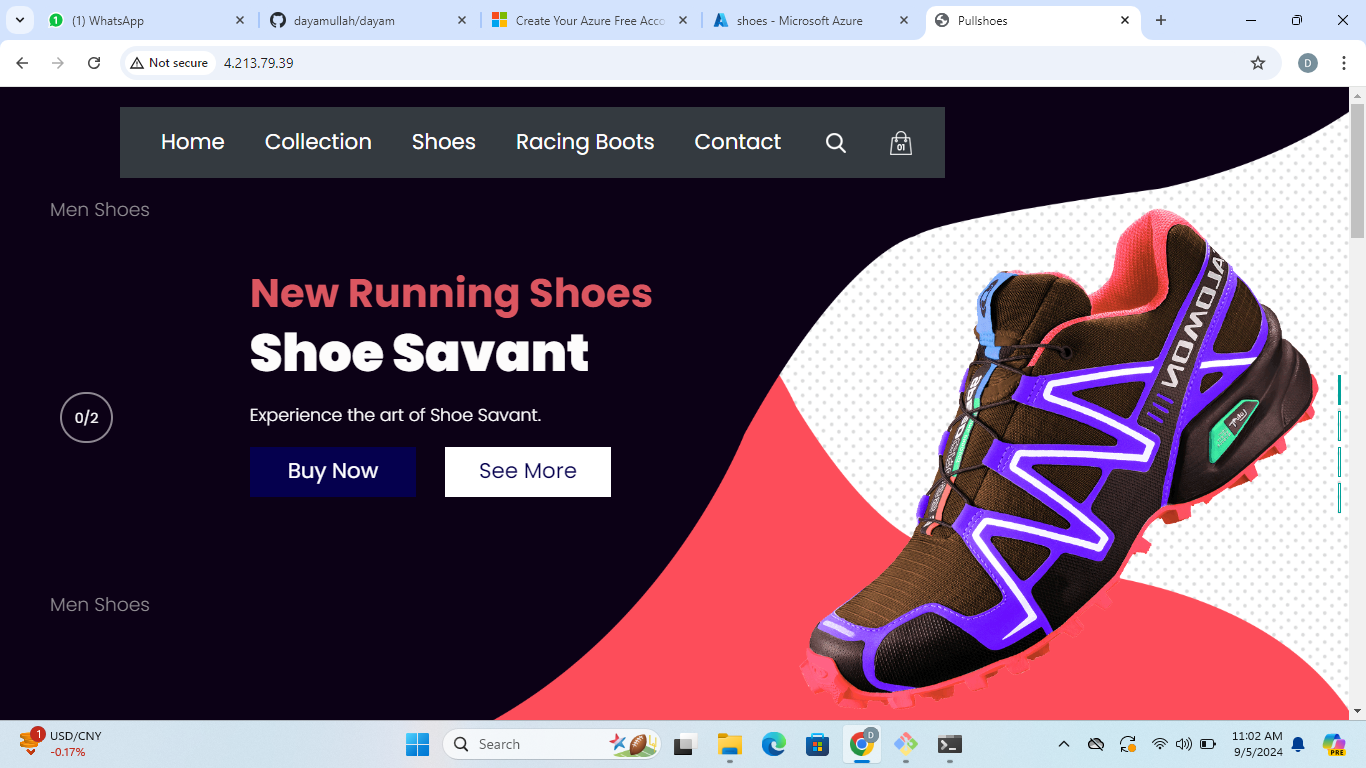 (1) WhatsApp
dayamullah/dayam
Create Your Azure Free Acco
shoes - Microsoft Azure
Pullshoes
Not secure
4.213.79.39
D
Home
Collection
Shoes
Racing Boots
Contact
01
Men Shoes
New Running Shoes
Shoe Savant
0/2
Experience the art of Shoe Savant.
Buy Now
See More
Men Shoes
1
USD/CNY
-0.17%
Search
D
11:02 AM
9/5/2024
PRE